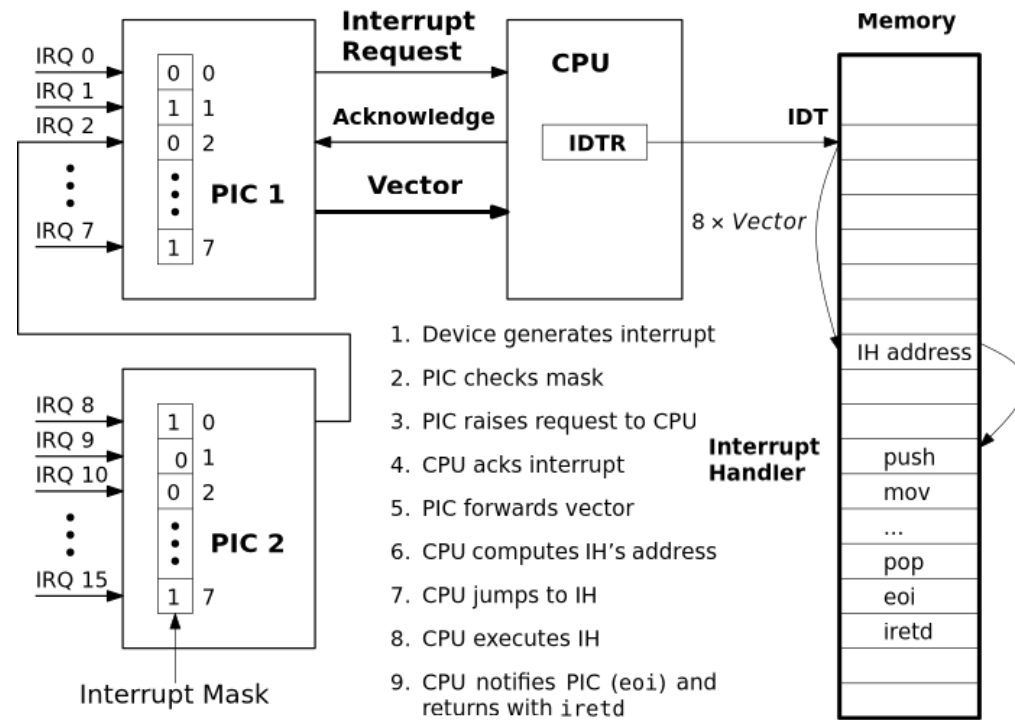 Interrupt
Request
Memory
IRQ 0
0 0
CPU
IRQ 1
1 1
Acknowledge
IDT
IRQ 2
0 2
IDTR
Vector
PIC 1
8 × Vector
IRQ 7
1 7
1. Device generates interrupt
IH address
2. PIC checks mask
3. PIC raises request to CPU
4. CPU acks interrupt
5. PIC forwards vector
6. CPU computes IH's address
7. CPU jumps to IH
8. CPU executes IH
9. CPU notifies PIC (eoi) and
returns with iretd
IRQ 8
1 0
IRQ 9
0 1
IRQ 10
0 2
PIC 2
IRQ 15
1 7
Interrupt Mask
Interrupt
Handler
push
mov
...
pop
eoi
iretd